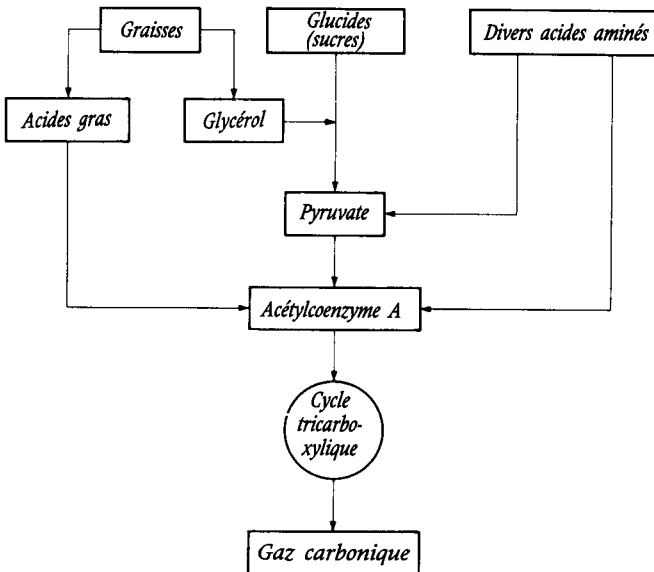 Graisses
Glucides
(sucres)
Divers acides aminés
Acides gras
Glycérol
Pyruvate
Acétylcoenzyme A
Cycle
tricarbo-
xylique
Gaz carbonique